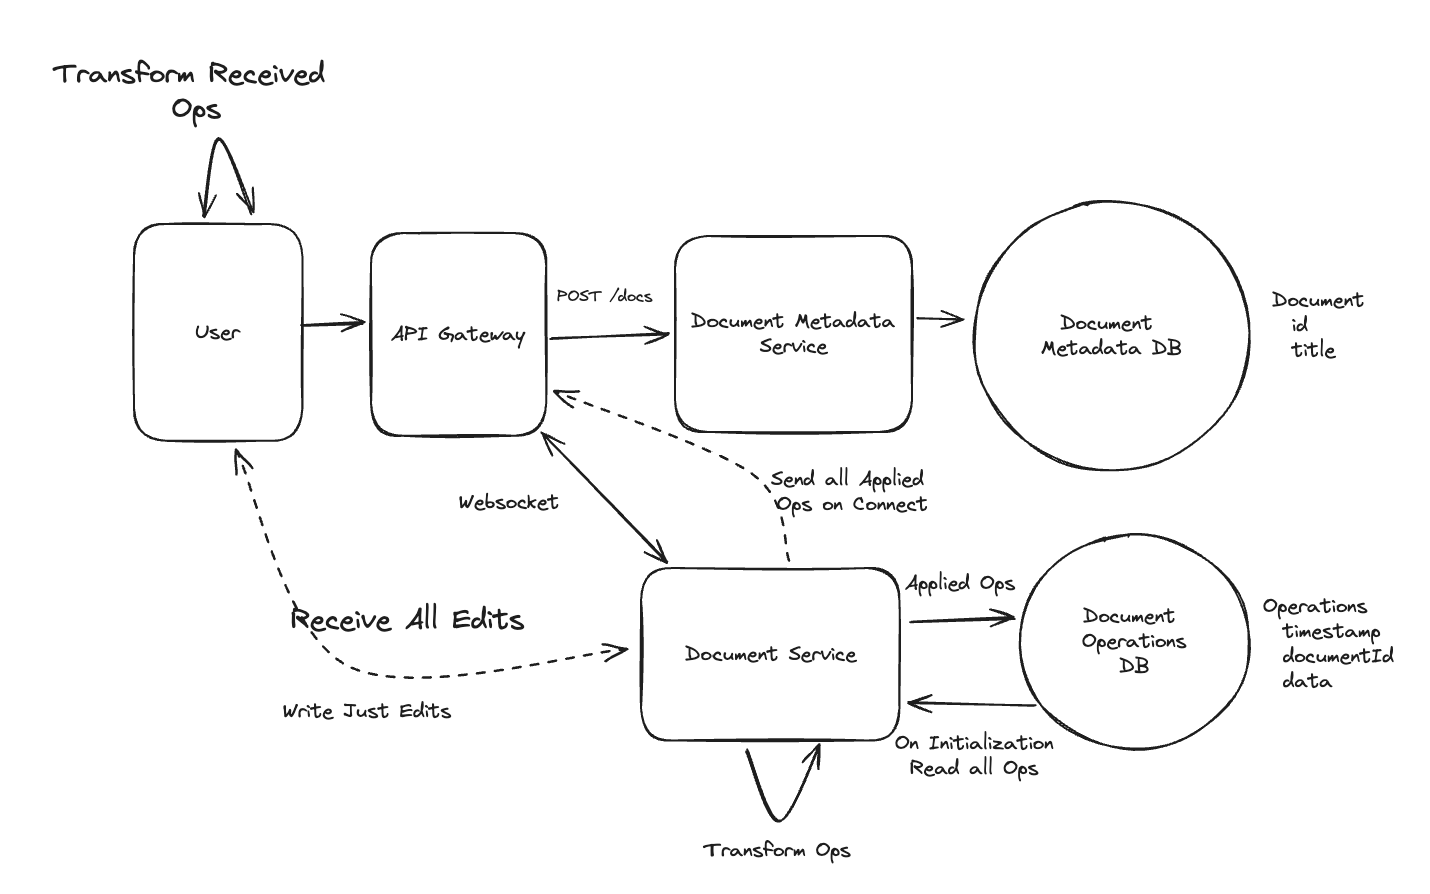 Transform Received
Ops
User
API Gateway
POST /docs
Document Metadata
Service
Document
Metadata DB
Document
id
title
Websocket
Send all Applied
Ops on Connect
Receive All Edits
Write Just Edits
Document Service
Applied Ops
Document
Operations
DB
Operations
timestamp
documentId
data
On Initialization
Read all Ops
Transform Ops